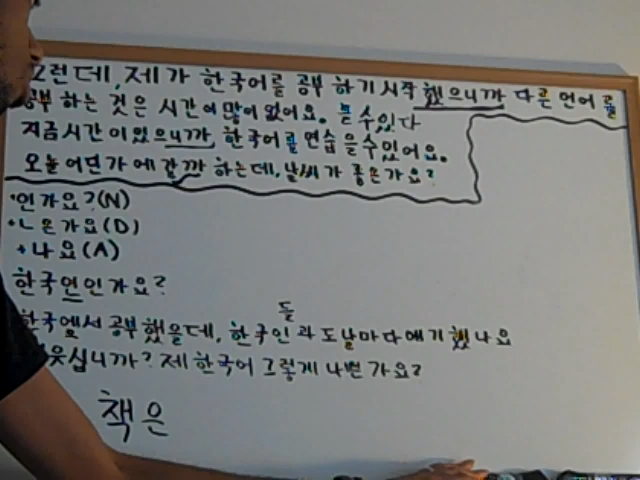 그런데, 제가 한국어를 공부 하기 시작 했으니까 다른 언어를
공부 하는 것은 시간이 많이 없어요. 를 수있다
지금 시간 이 있으니까, 한국어를 연습 을수있어요.
오늘 어딘가에 갈까 하는데, 날씨가 좋은가요?
·인가요?(N)
·ㄴ 은가요(D)
·나요(A)
한국인인가요?
들
한국에서 공부했을데, 한국인 과도 날마다 얘기 했나요
웃십니까? 제 한국어 그렇게 나쁜가요?
책은